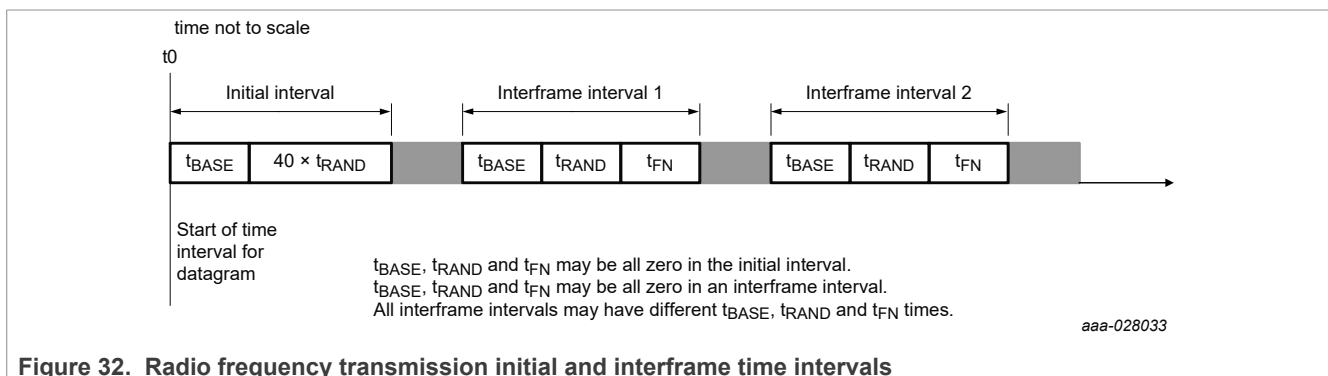 time not to scale
t0
Initial interval
Interframe interval 1
Interframe interval 2
tBASE
40 × tRAND
tBASE
tRAND
tFN
tBASE
tRAND
tFN
Start of time
interval for
datagram
tBASE, tRAND and tFN may be all zero in the initial interval.
tBASE, tRAND and tFN may be all zero in an interframe interval.
All interframe intervals may have different tBASE, tRAND and tFN times.
aaa-028033
Figure 32. Radio frequency transmission initial and interframe time intervals